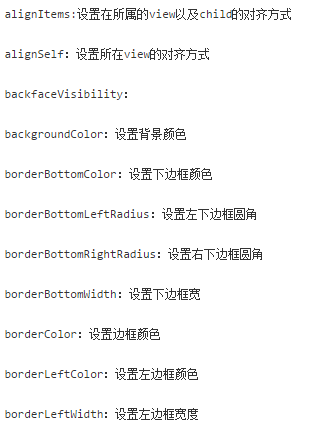 alignItems:设置在所属的view以及child的对齐方式
alignSelf：设置所在view的对齐方式
backfaceVisibility：
backgroundColor：设置背景颜色
borderBottomColor：设置下边框颜色
borderBottomLeftRadius：设置左下边框圆角
borderBottomRightRadius：设置右下边框圆角
borderBottomWidth：设置下边框宽
borderColor：设置边框颜色
borderLeftColor：设置左边框颜色
borderLeftWidth：设置左边框宽度